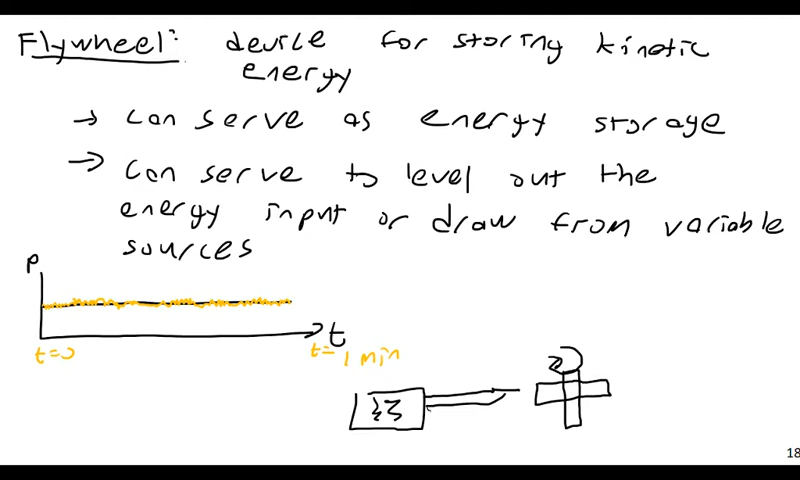 Flywheel: device for storing kinetic
energy
→ can serve as energy storage
→ can serve to level out the
energy input or draw from variable
sources
P
t
t=0
t=1 min
18